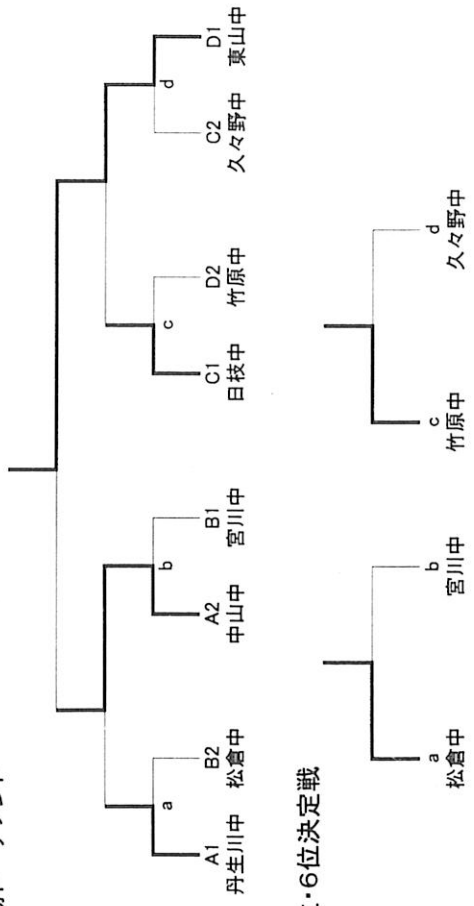 a
b
c
d
A1
B2
A2
B1
C1
D2
C2
D1
丹生川中
松倉中
中山中
宮川中
日枝中
竹原中
久々野中
東山中
・6位決定戦
a
b
c
d
松倉中
宮川中
竹原中
久々野中